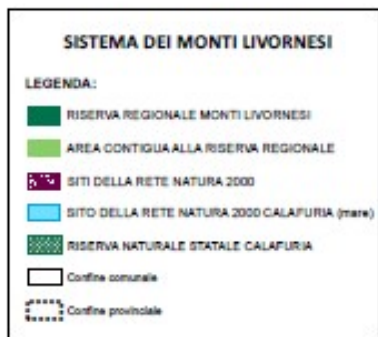 SISTEMA DEI MONTI LIVORNESI
LEGENDA:
RISERVA REGIONALE MONTI LIVORNESI
AREA CONTIGUA ALLA RISERVA REGIONALE
SITI DELLA RETE NATURA 2000
SITO DELLA RETE NATURA 2000 CALAFURIA (mare)
RISERVA NATURALE STATALE CALAFURIA
Confine comunale
Confine provinciale